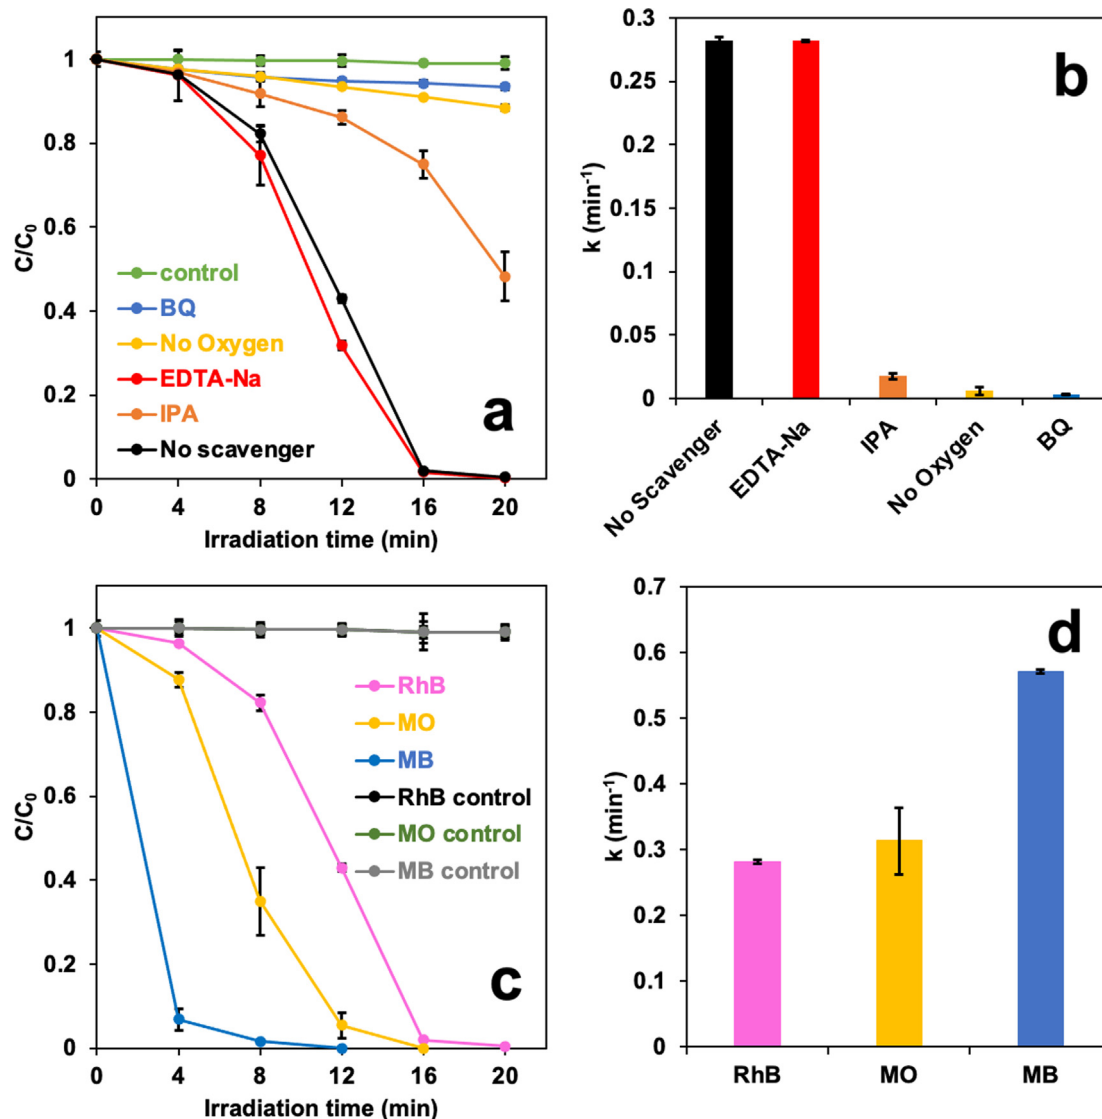 1
0.8
0.6
0.4
0.2
0
C/C0
control
BQ
No Oxygen
EDTA-Na
IPA
No scavenger
a
0 4 8 12 16 20
Irradiation time (min)
0.3
0.25
0.2
0.15
0.1
0.05
0
k (min-1)
b
No Scavenger
EDTA-Na
IPA
No Oxygen
BQ
1
0.8
0.6
0.4
0.2
0
C/C0
RhB
MO
MB
RhB control
MO control
MB control
c
0 4 8 12 16 20
Irradiation time (min)
0.7
0.6
0.5
0.4
0.3
0.2
0.1
0
k (min-1)
d
RhB MO MB